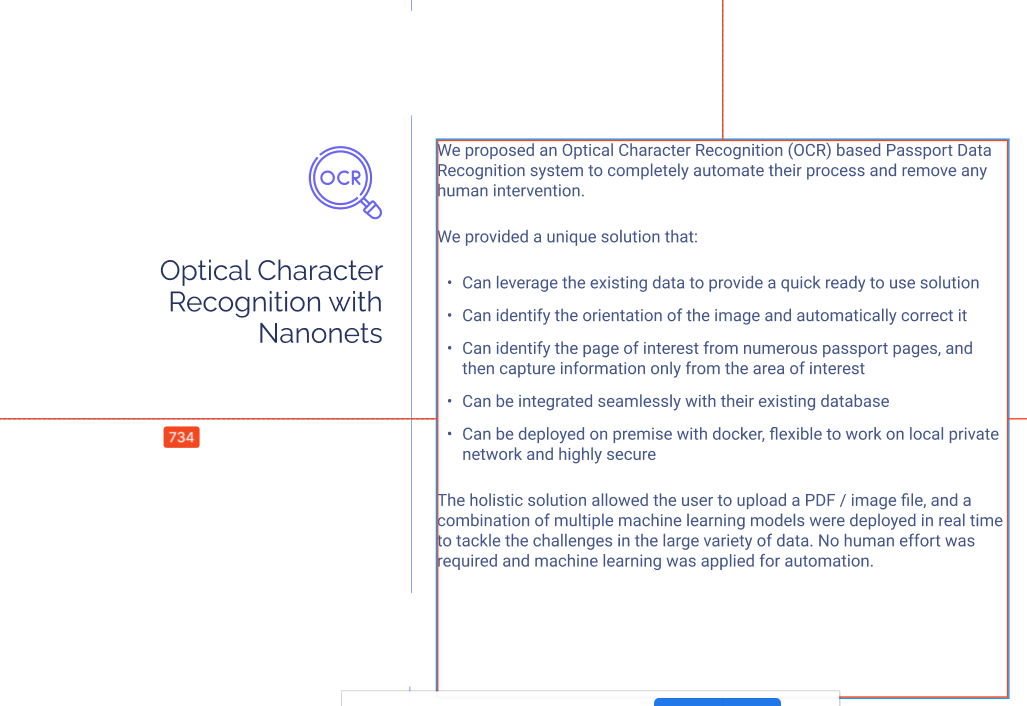 OCR
Optical Character
Recognition with
Nanonets
734
We proposed an Optical Character Recognition (OCR) based Passport Data
Recognition system to completely automate their process and remove any
human intervention.
We provided a unique solution that:
• Can leverage the existing data to provide a quick ready to use solution
• Can identify the orientation of the image and automatically correct it
• Can identify the page of interest from numerous passport pages, and
then capture information only from the area of interest
• Can be integrated seamlessly with their existing database
• Can be deployed on premise with docker, flexible to work on local private
network and highly secure
The holistic solution allowed the user to upload a PDF / image file, and a
combination of multiple machine learning models were deployed in real time
to tackle the challenges in the large variety of data. No human effort was
required and machine learning was applied for automation.